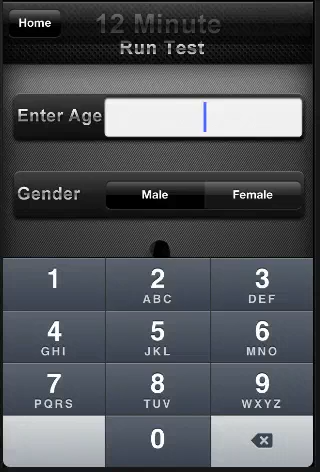 Home
12 Minute
Run Test
Enter Age
Gender
Male
Female
1
2
ABC
3
DEF
4
GHI
5
JKL
6
MNO
7
PQRS
8
TUV
9
WXYZ
0